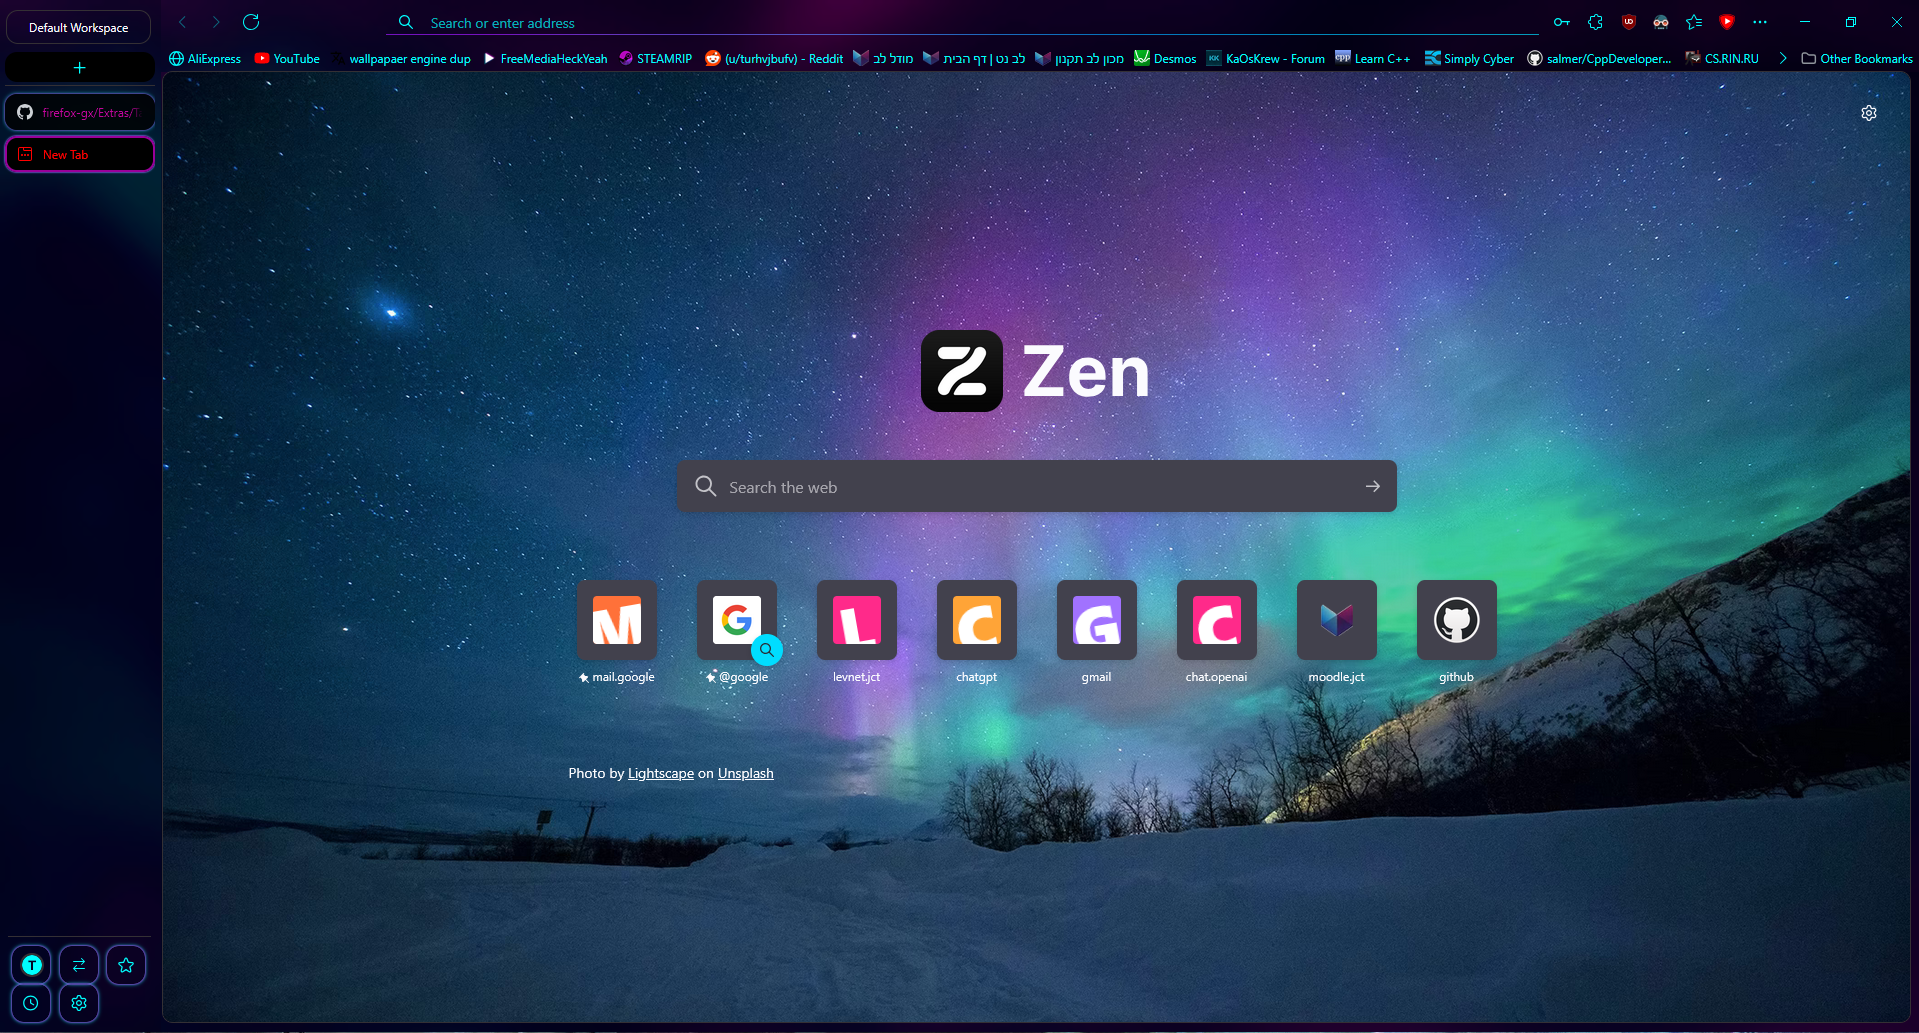 Default Workspace
Search or enter address
AliExpress
YouTube
wallpapaer engine dup
FreeMediaHeckYeah
STEAMRIP
(u/turhvjbufv) - Reddit
מודל לב
לב נט | דף הבית
מכון לב תקנון
Desmos
KaOsKrew - Forum
Learn C++
Simply Cyber
salmer/CppDeveloper...
CS.RIN.RU
Other Bookmarks
firefox-gx/Extras/T
New Tab
Zen
Search the web
mail.google
@google
levnet.jct
chatgpt
gmail
chat.openai
moodle.jct
github
Photo by Lightscape on Unsplash
T